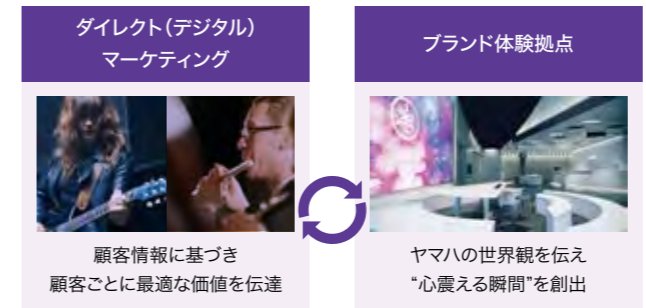 ダイレクト（デジタル）
マーケティング
顧客情報に基づき
顧客ごとに最適な価値を伝達
ブランド体験拠点
ヤマハの世界観を伝え
“心震える瞬間”を創出